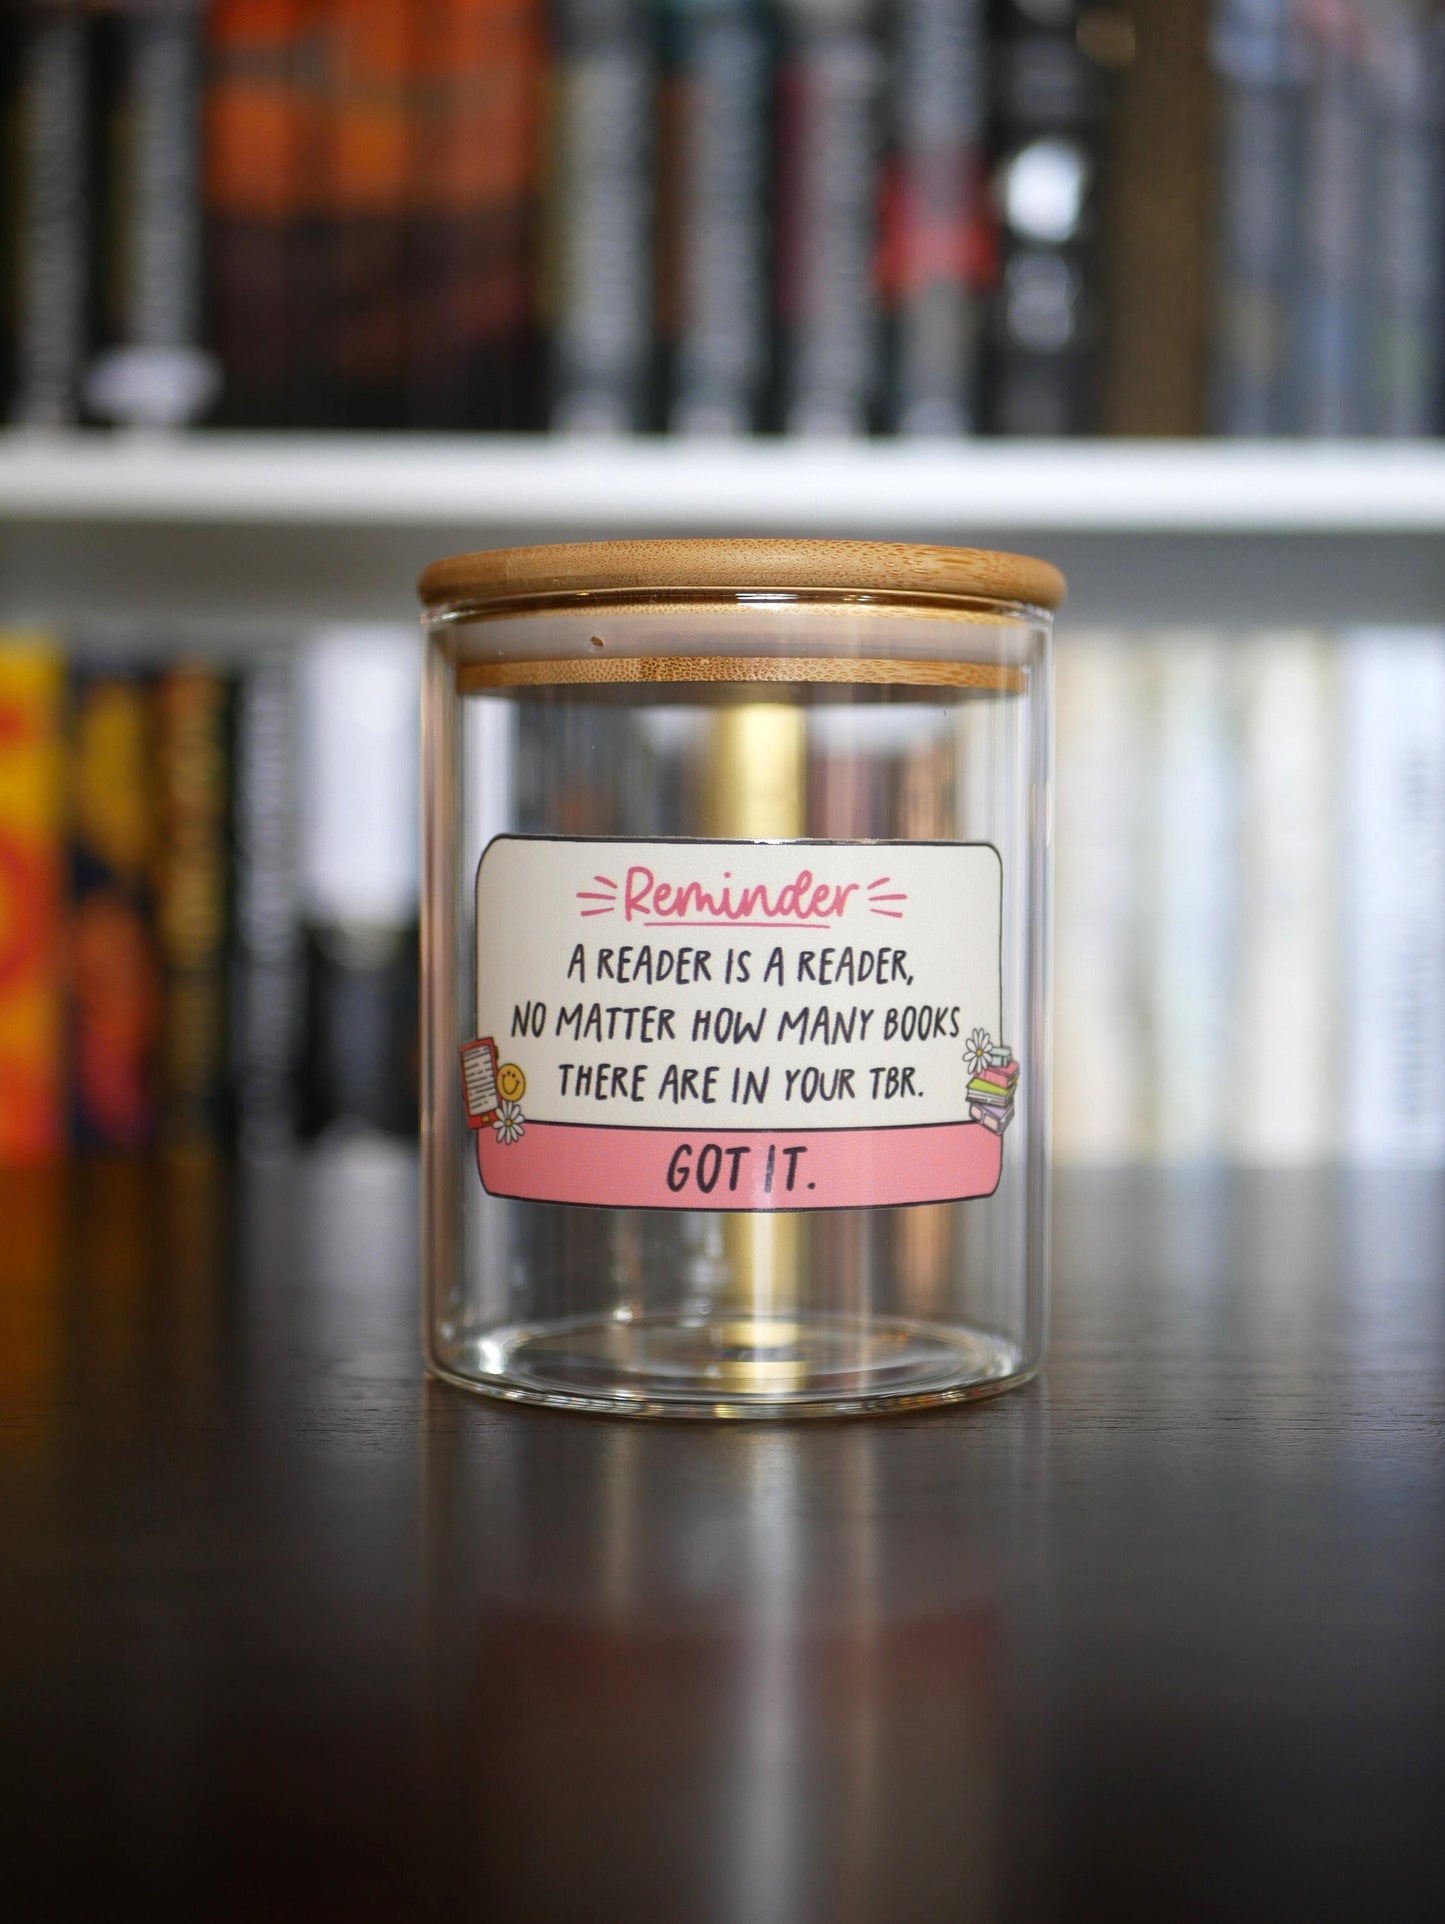 Reminder
A READER IS A READER,
NO MATTER HOW MANY BOOKS
THERE ARE IN YOUR TBR.
GOT IT.